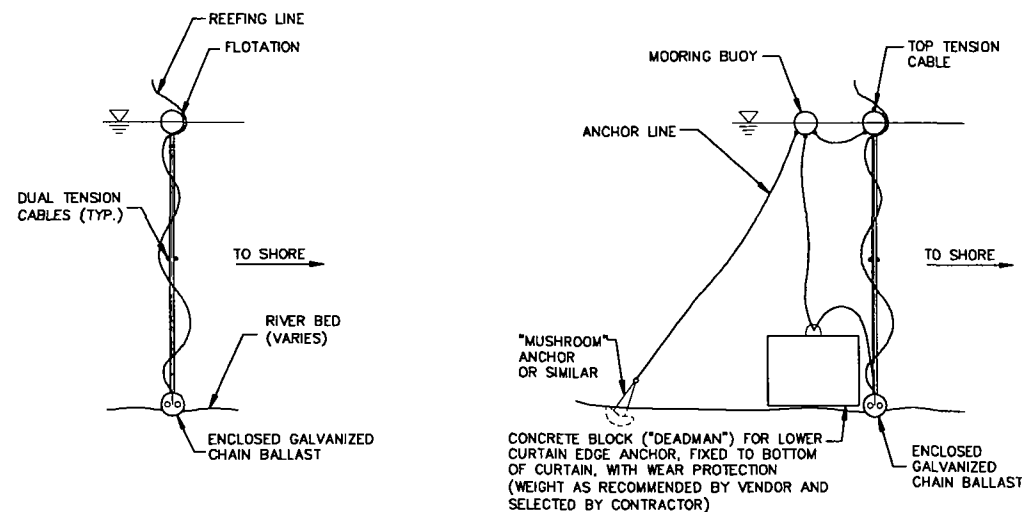 REEFING LINE
FLOTATION
DUAL TENSION
CABLES (TYP.)
TO SHORE
RIVER BED
(VARIES)
ENCLOSED GALVANIZED
CHAIN BALLAST
MOORING BUOY
TOP TENSION
CABLE
ANCHOR LINE
TO SHORE
"MUSHROOM"
ANCHOR
OR SIMILAR
CONCRETE BLOCK ("DEADMAN") FOR LOWER
CURTAIN EDGE ANCHOR, FIXED TO BOTTOM
OF CURTAIN, WITH WEAR PROTECTION
(WEIGHT AS RECOMMENDED BY VENDOR AND
SELECTED BY CONTRACTOR)
ENCLOSED
GALVANIZED
CHAIN BALLAST